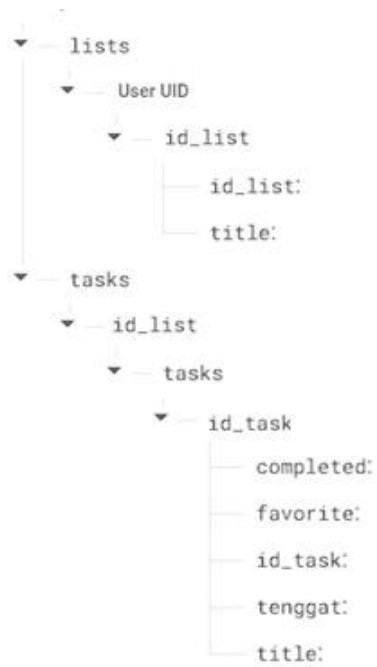 lists
User UID
id_list
id_list:
title:
tasks
id_list
tasks
id_task
completed:
favorite:
id_task:
tenggat:
title: